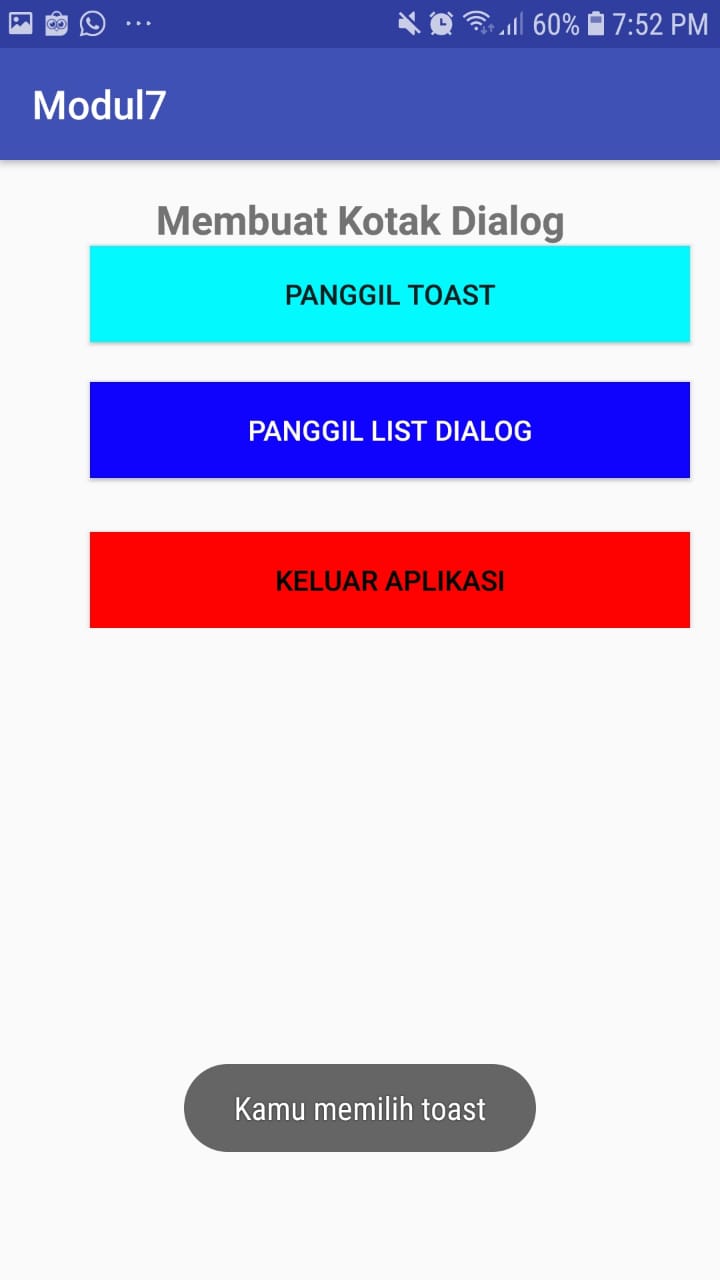 60% 7:52 PM
Modul7
Membuat Kotak Dialog
PANGGIL TOAST
PANGGIL LIST DIALOG
KELUAR APLIKASI
Kamu memilih toast